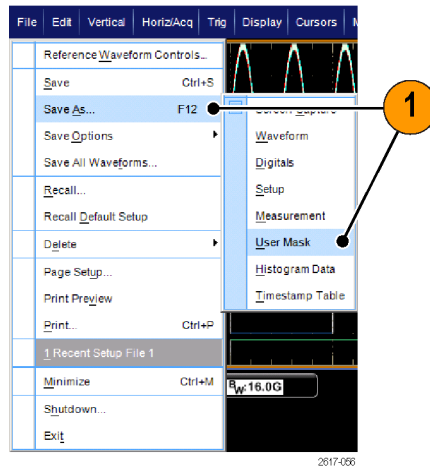 File Edit Vertical Horiz/Acq Trig Display Cursors
Reference Waveform Controls...
Save Ctrl+S
Save As... F12
1
Screen Capture
Save Options
Waveform
Save All Waveforms...
Digitals
Recall...
Setup
Recall Default Setup
Measurement
Delete
User Mask
Page Setup...
Histogram Data
Print Preview
Timestamp Table
Print... Ctrl+P
1 Recent Setup File 1
Minimize Ctrl+M
BW:16.0G
Shutdown...
Exit
2617-056